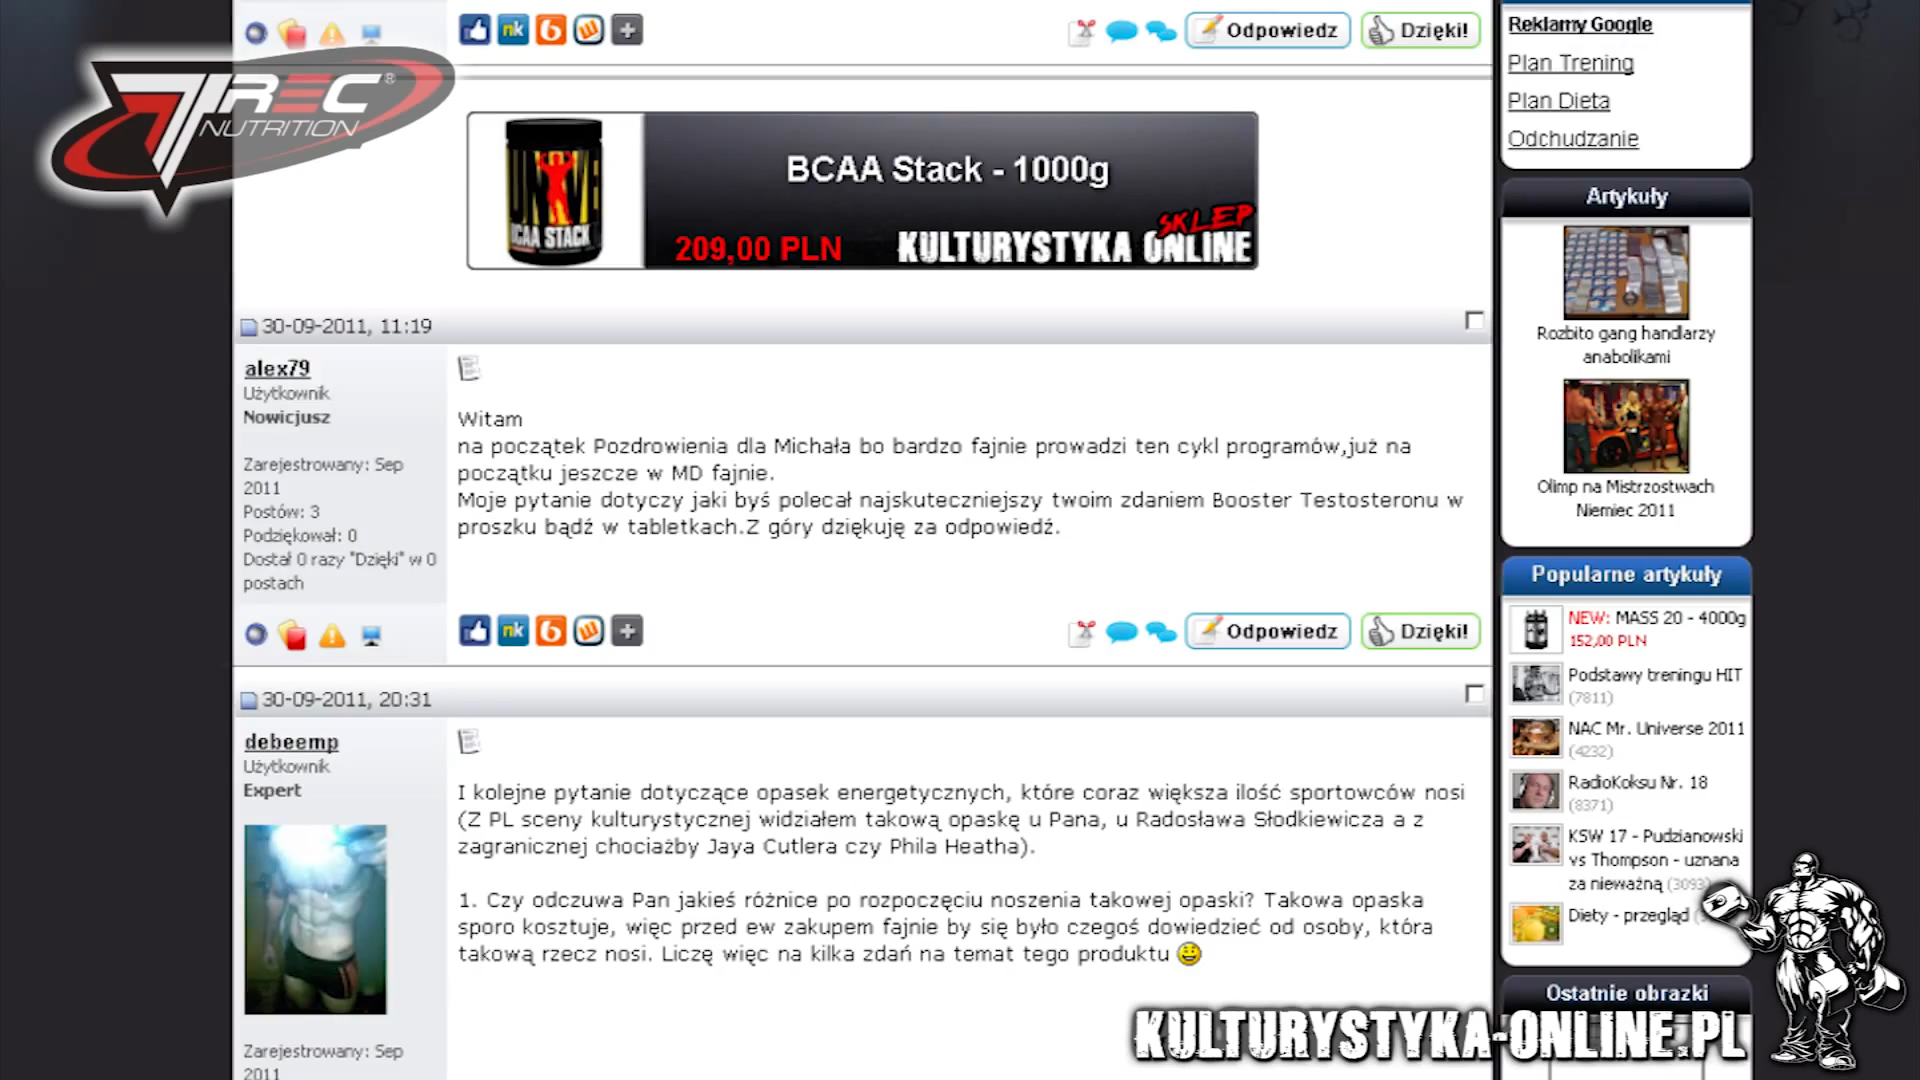 Odpowiedz
Dzięki!
TREC®
NUTRITION
BCAA STACK
BCAA Stack - 1000g
209,00 PLN
SKLEP
KULTURYSTYKA ONLINE
30-09-2011, 11:19
alex79
Użytkownik
Nowicjusz
Zarejestrowany: Sep
2011
Postów: 3
Podziękował: 0
Dostał 0 razy "Dzięki" w 0
postach
Witam
na początek Pozdrowienia dla Michała bo bardzo fajnie prowadzi ten cykl programów,już na
początku jeszcze w MD fajnie.
Moje pytanie dotyczy jaki byś polecał najskuteczniejszy twoim zdaniem Booster Testosteronu w
proszku bądź w tabletkach.Z góry dziękuję za odpowiedź.
nk
Odpowiedz
Dzięki!
30-09-2011, 20:31
debeemp
Użytkownik
Expert
Zarejestrowany: Sep
2011
I kolejne pytanie dotyczące opasek energetycznych, które coraz większa ilość sportowców nosi
(Z PL sceny kulturystycznej widziałem takową opaskę u Pana, u Radosława Słodkiewicza a z
zagranicznej chociażby Jaya Cutlera czy Phila Heatha).
1. Czy odczuwa Pan jakieś różnice po rozpoczęciu noszenia takowej opaski? Takowa opaska
sporo kosztuje, więc przed ew zakupem fajnie by się było czegoś dowiedzieć od osoby, która
takową rzecz nosi. Liczę więc na kilka zdań na temat tego produktu
Reklamy Google
Plan Trening
Plan Dieta
Odchudzanie
Artykuły
Rozbito gang handlarzy
anabolikami
Olimp na Mistrzostwach
Niemiec 2011
Popularne artykuły
NEW: MASS 20 - 4000g
152,00 PLN
Podstawy treningu HIT
(7811)
NAC Mr. Universe 2011
(4232)
RadioKoksu Nr. 18
(8371)
KSW 17 - Pudzianowski
vs Thompson - uznana
za nieważną (3093)
Diety - przegląd
Ostatnie obrazki
KULTURYSTYKA-ONLINE.PL